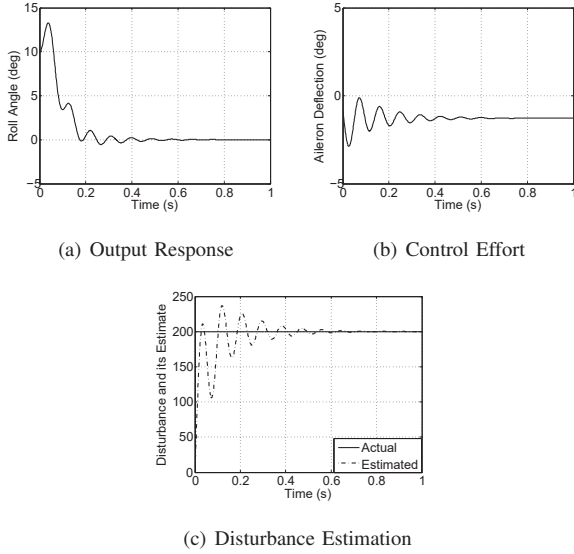 15
10
5
0
−5
0
0.2
0.4
0.6
0.8
1
Time (s)
Roll Angle (deg)
(a) Output Response
5
0
−5
0
0.2
0.4
0.6
0.8
1
Time (s)
Aileron Deflection (deg)
(b) Control Effort
250
200
150
100
50
0
0
0.2
0.4
0.6
0.8
1
Time (s)
Disturbance and its Estimate
Actual
Estimated
(c) Disturbance Estimation